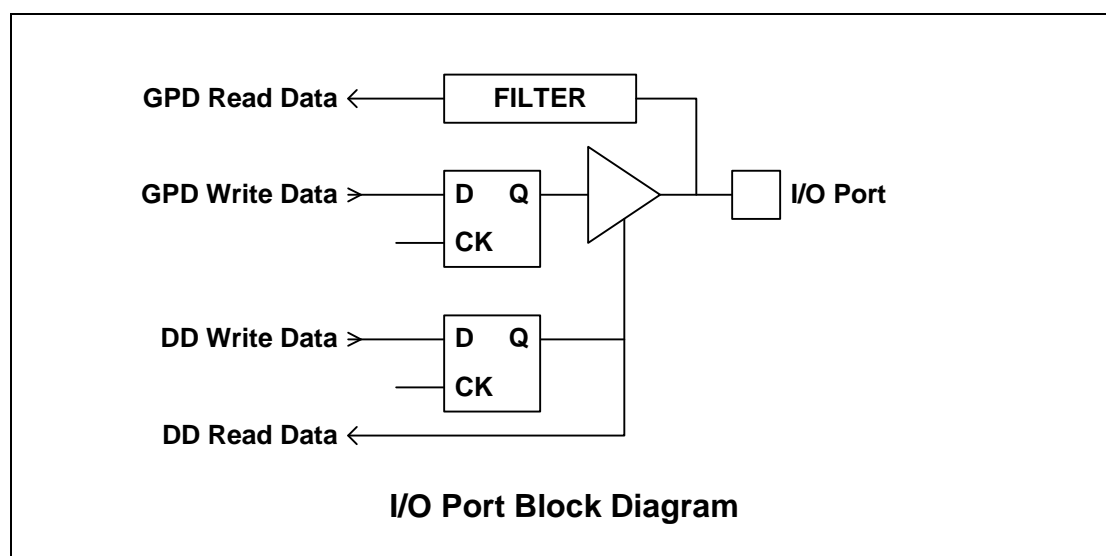 GPD Read Data
FILTER
GPD Write Data
D Q
CK
I/O Port
DD Write Data
D Q
CK
DD Read Data
I/O Port Block Diagram